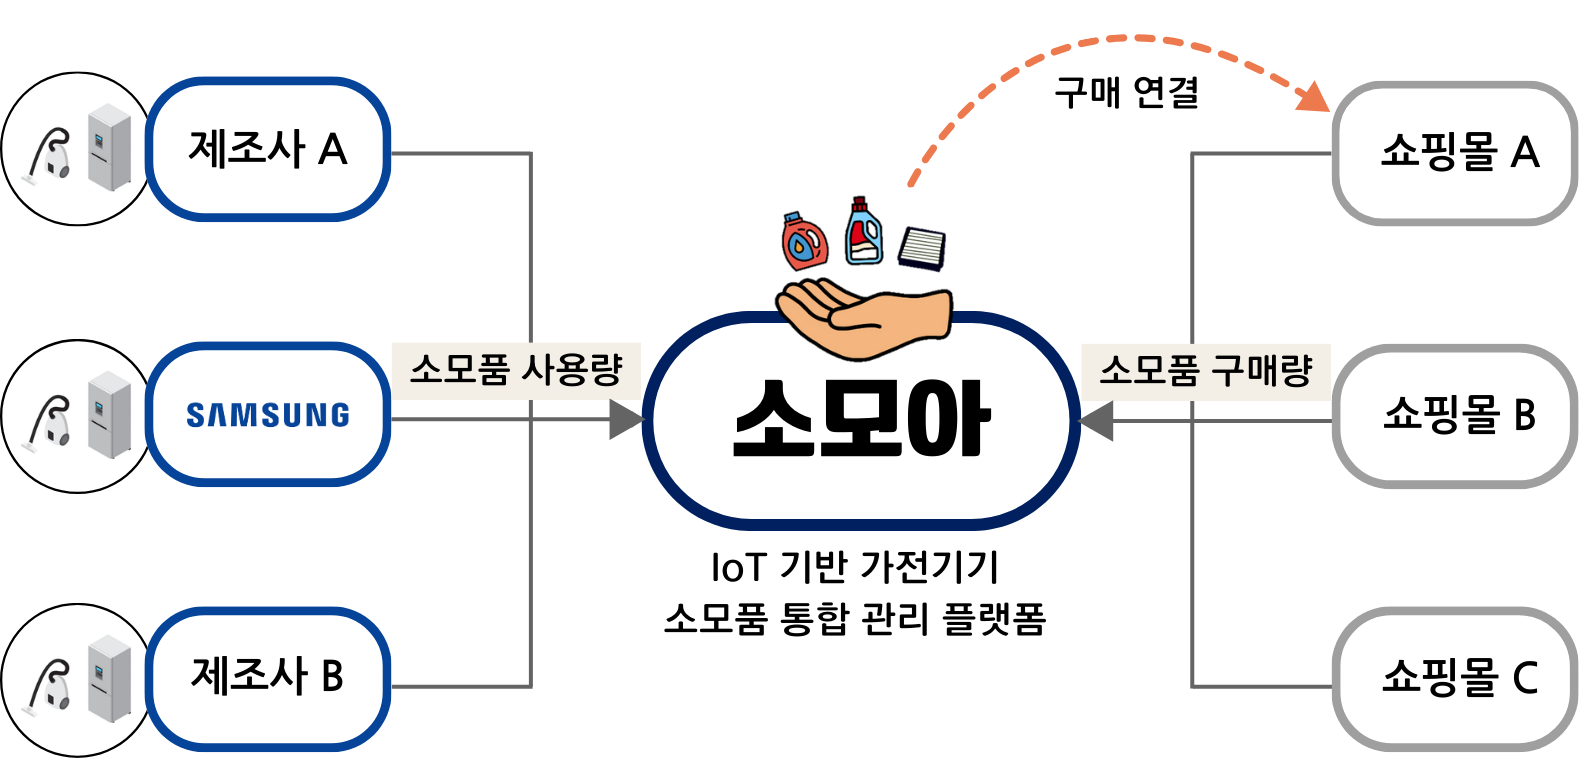 구매 연결
제조사 A
쇼핑몰 A
소모품 사용량
소모품 구매량
SAMSUNG
소모아
쇼핑몰 B
IoT 기반 가전기기
소모품 통합 관리 플랫폼
제조사 B
쇼핑몰 C